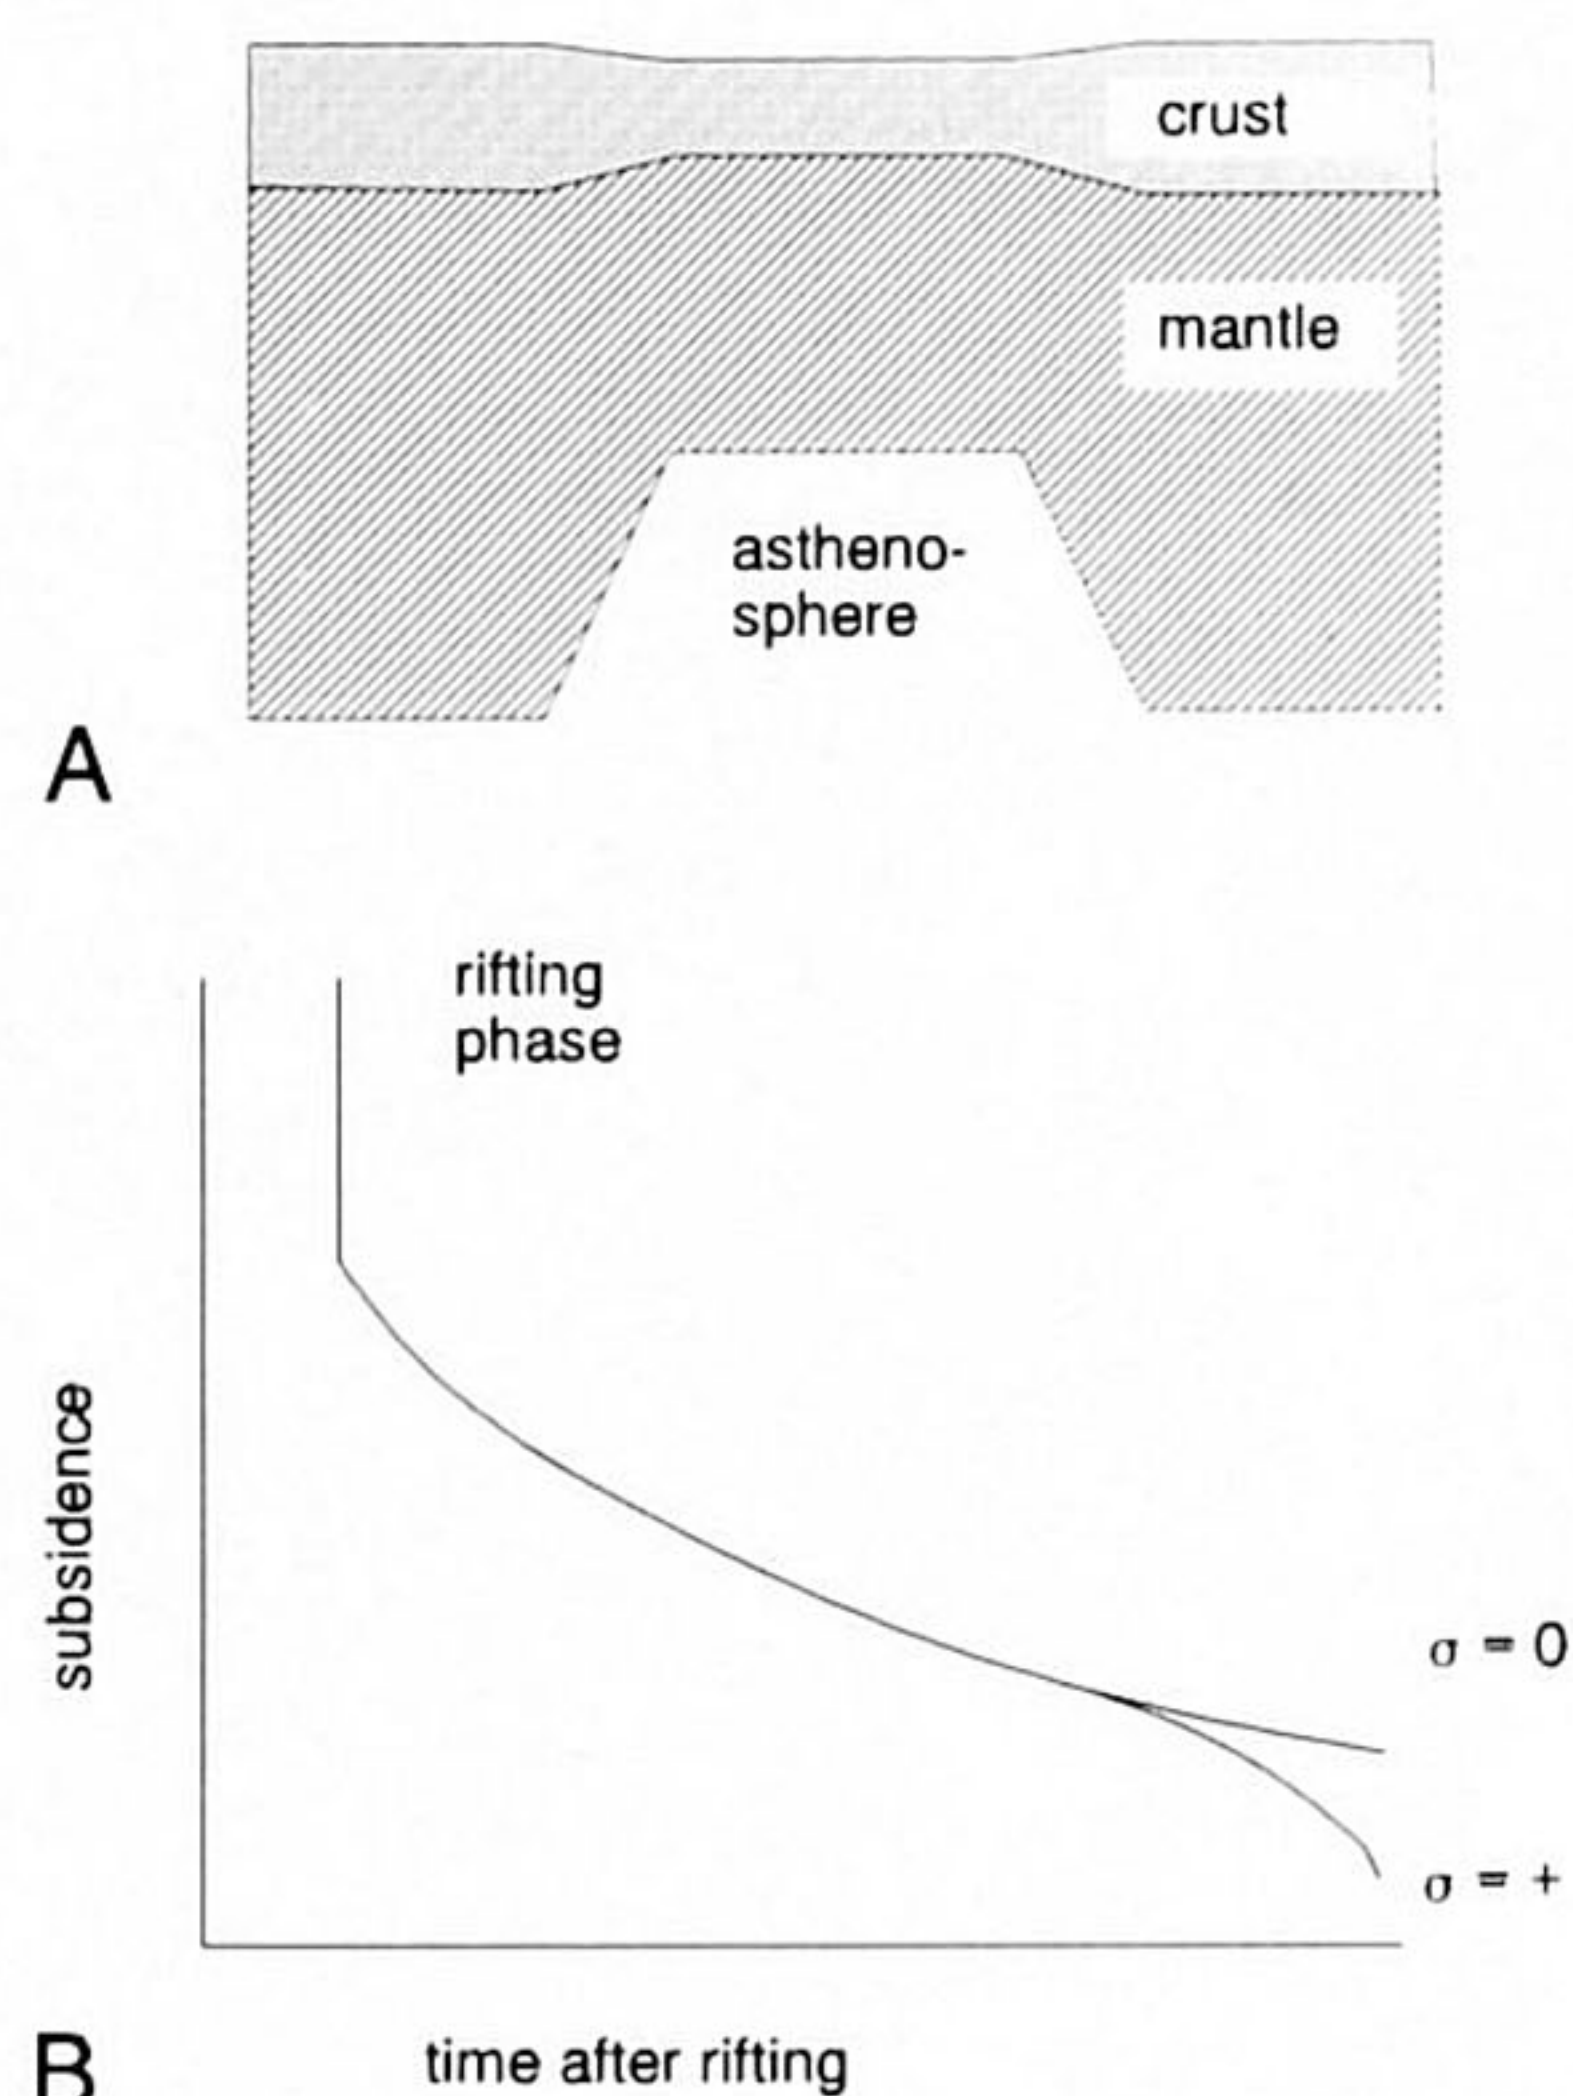 crust
mantle
astheno-
sphere
A
rifting
phase
subsidence
σ = 0
σ = +
B
time after rifting